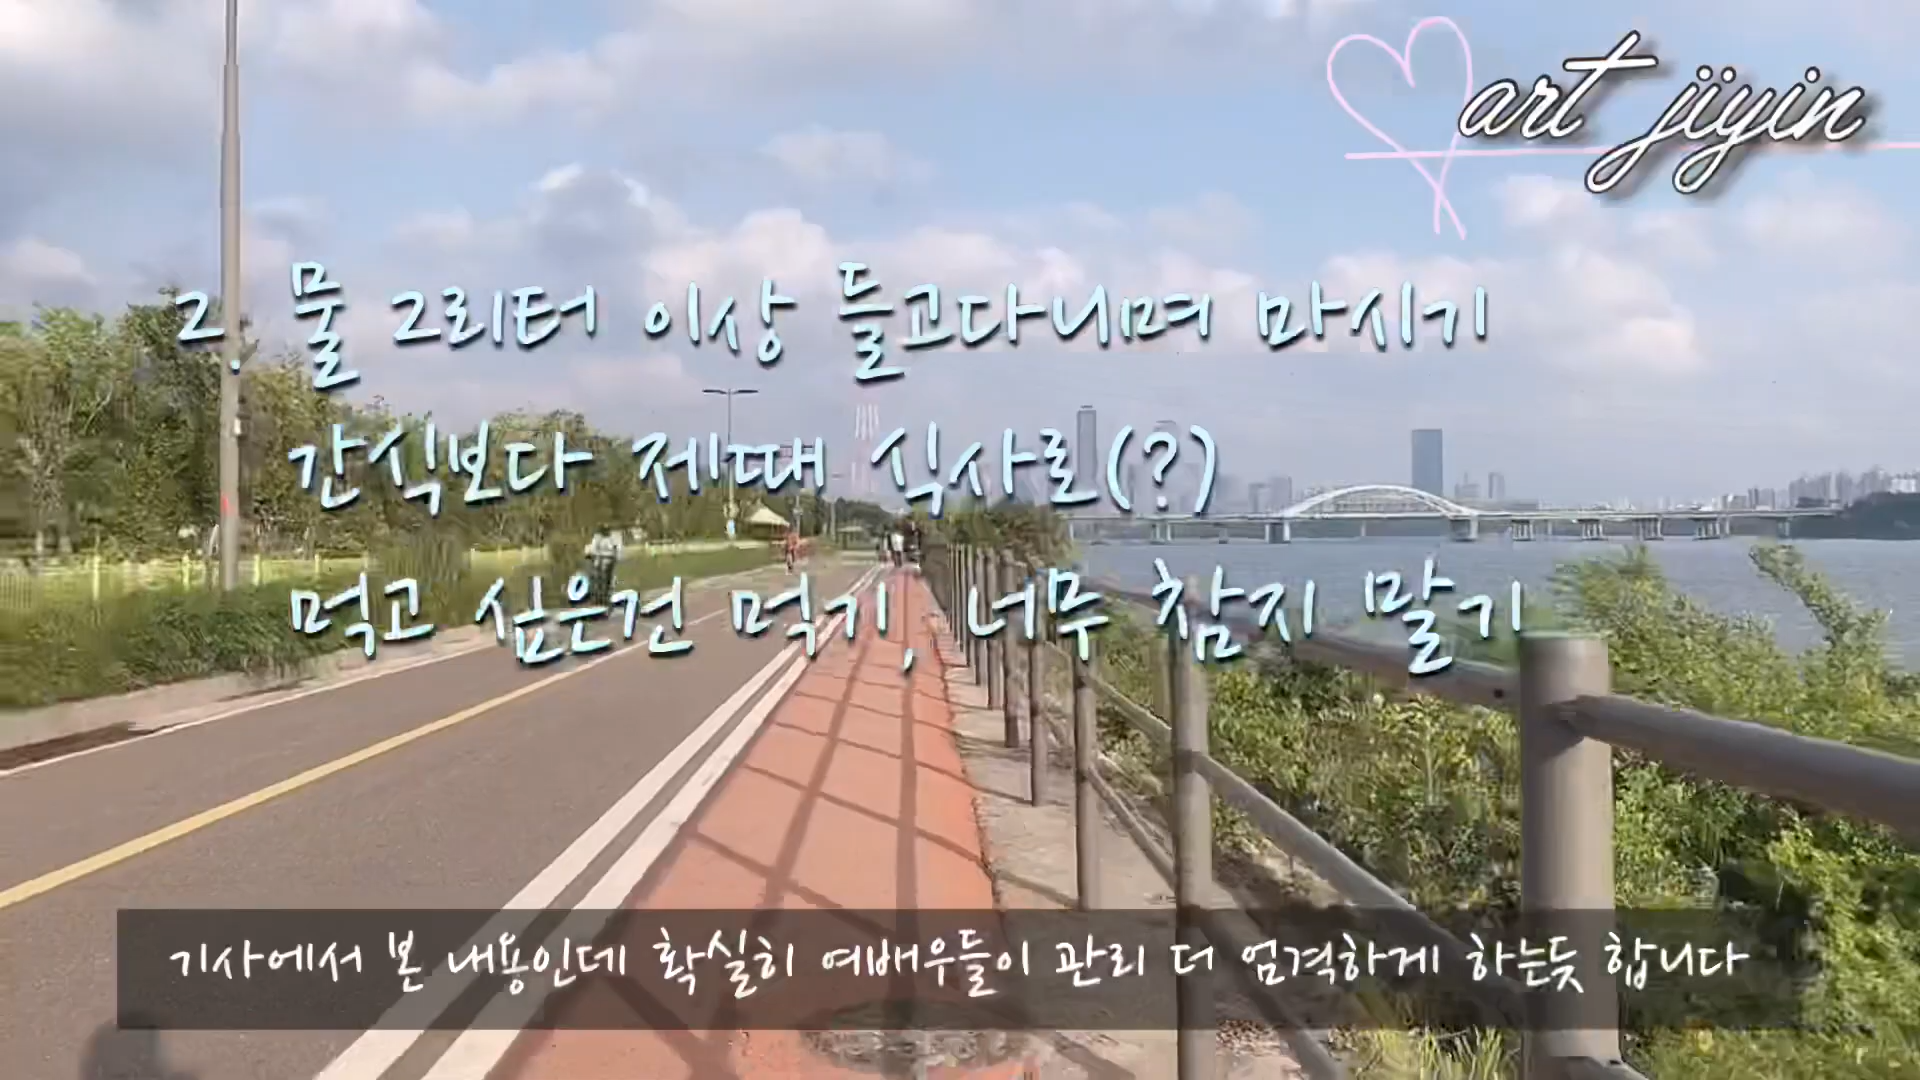 art jiyin
2. 물 2리터 이상 들고다니며 마시기
간식보다 제때 식사로(?)
먹고 싶은건 먹기, 너무 참지 말기
기사에서 본 내용인데 확실히 여배우들이 관리 더 엄격하게 하는듯 합니다